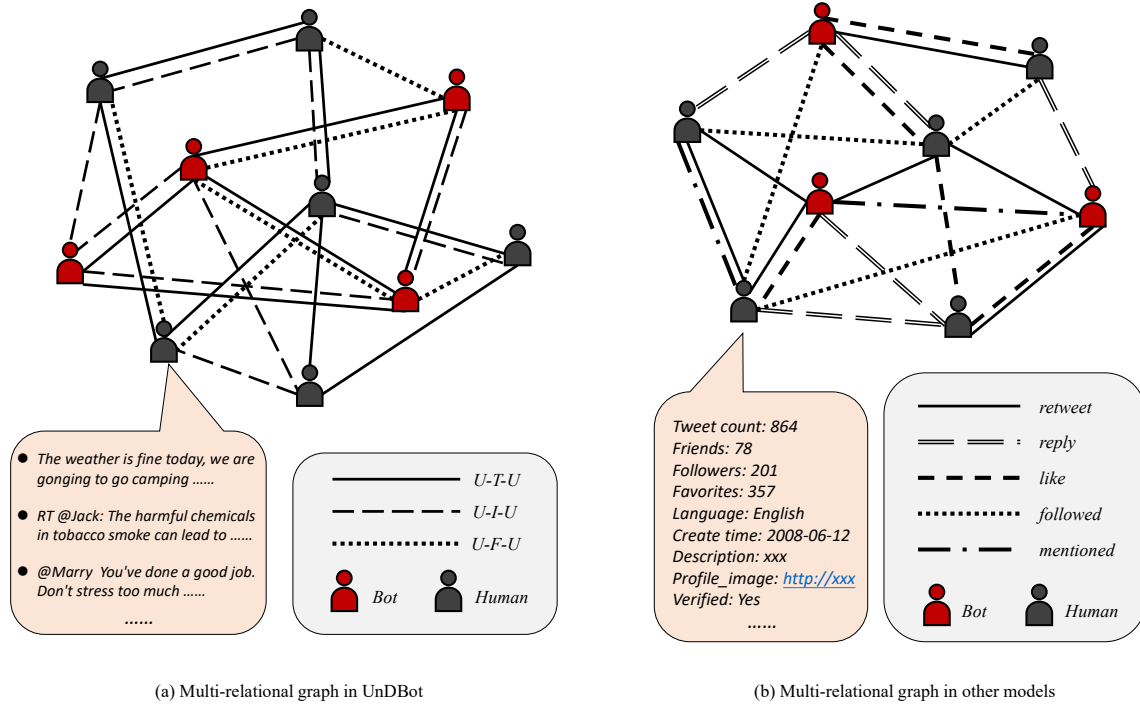 ● The weather is fine today, we are
gonging to go camping ......
● RT @Jack: The harmful chemicals
in tobacco smoke can lead to ......
● @Marry You've done a good job.
Don't stress too much ......
......
U-T-U
U-I-U
U-F-U
Bot
Human
(a) Multi-relational graph in UnDBot
Tweet count: 864
Friends: 78
Followers: 201
Favorites: 357
Language: English
Create time: 2008-06-12
Description: xxx
Profile_image: http://xxx
Verified: Yes
......
retweet
reply
like
followed
mentioned
Bot
Human
(b) Multi-relational graph in other models